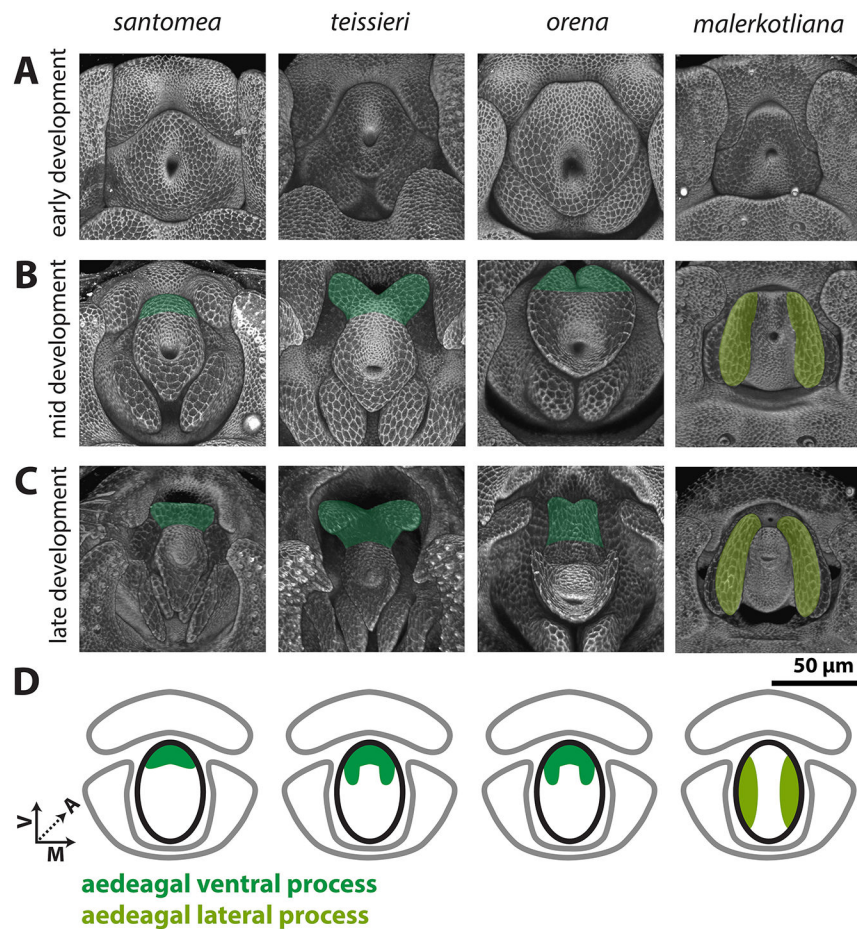 santomea teissieri orena malerkotliana
A early development
B mid development
C late development
50 μm
D
V A
M
aedeagal ventral process
aedeagal lateral process